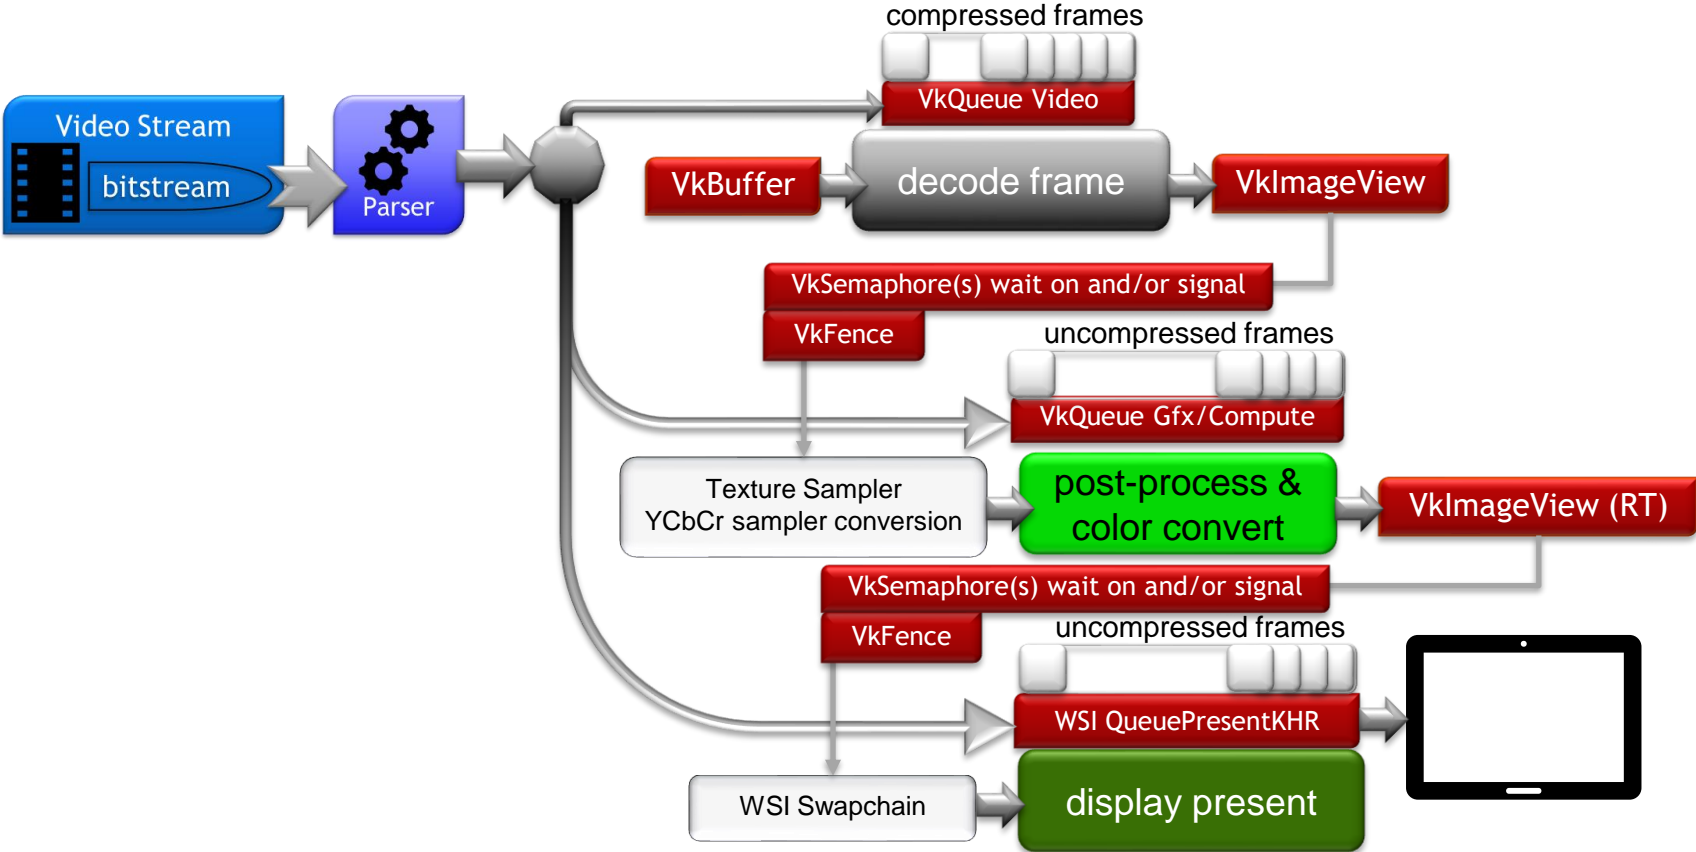 compressed frames
VkQueue Video
Video Stream
bitstream
Parser
VkBuffer
decode frame
VkImageView
VkSemaphore(s) wait on and/or signal
VkFence
uncompressed frames
VkQueue Gfx/Compute
Texture Sampler
YCbCr sampler conversion
post-process &
color convert
VkImageView (RT)
VkSemaphore(s) wait on and/or signal
VkFence
uncompressed frames
WSI QueuePresentKHR
WSI Swapchain
display present